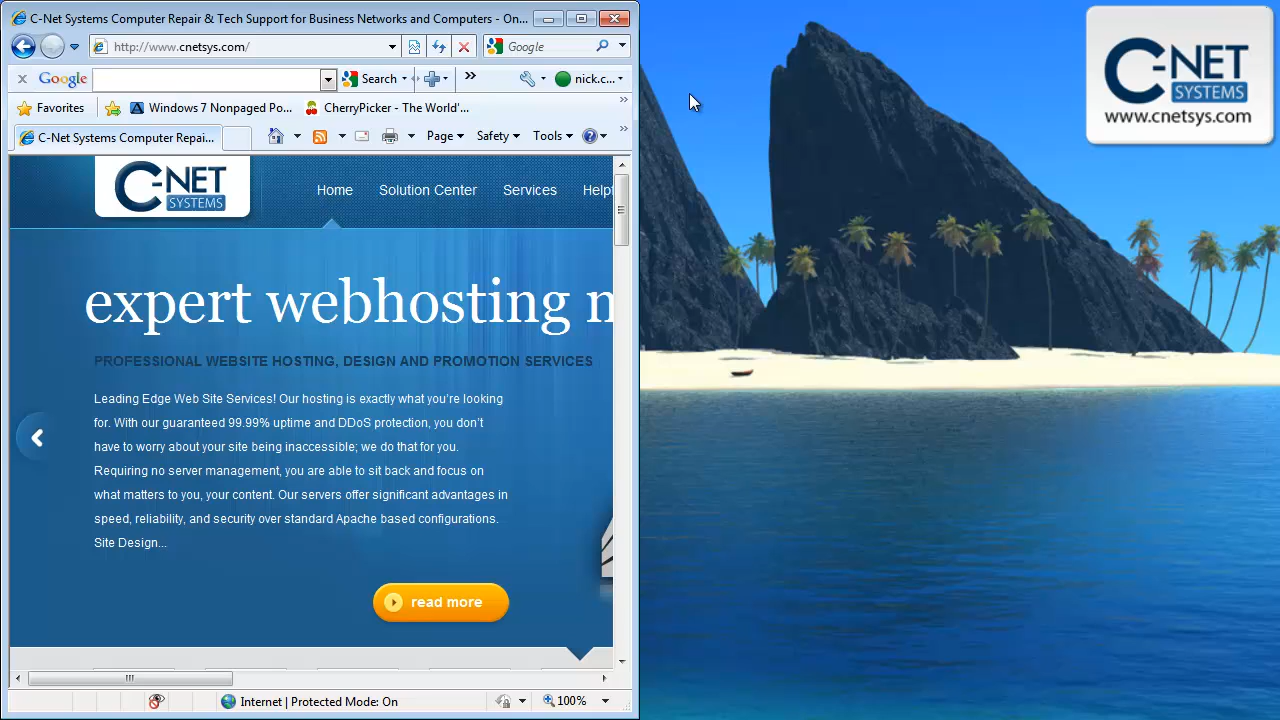 C-Net Systems Computer Repair & Tech Support for Business Networks and Computers - On...
http://www.cnetsys.com/
Google
x Google Search nick.c...
Favorites Windows 7 Nonpaged Po... CherryPicker - The World'...
C-Net Systems Computer Repai... Page Safety Tools
C-NET
SYSTEMS
Home Solution Center Services Help
expert webhosting
PROFESSIONAL WEBSITE HOSTING, DESIGN AND PROMOTION SERVICES
Leading Edge Web Site Services! Our hosting is exactly what you're looking
for. With our guaranteed 99.99% uptime and DDoS protection, you don't
have to worry about your site being inaccessible; we do that for you.
Requiring no server management, you are able to sit back and focus on
what matters to you, your content. Our servers offer significant advantages in
speed, reliability, and security over standard Apache based configurations.
Site Design...
read more
Internet | Protected Mode: On 100%
C-NET
SYSTEMS
www.cnetsys.com